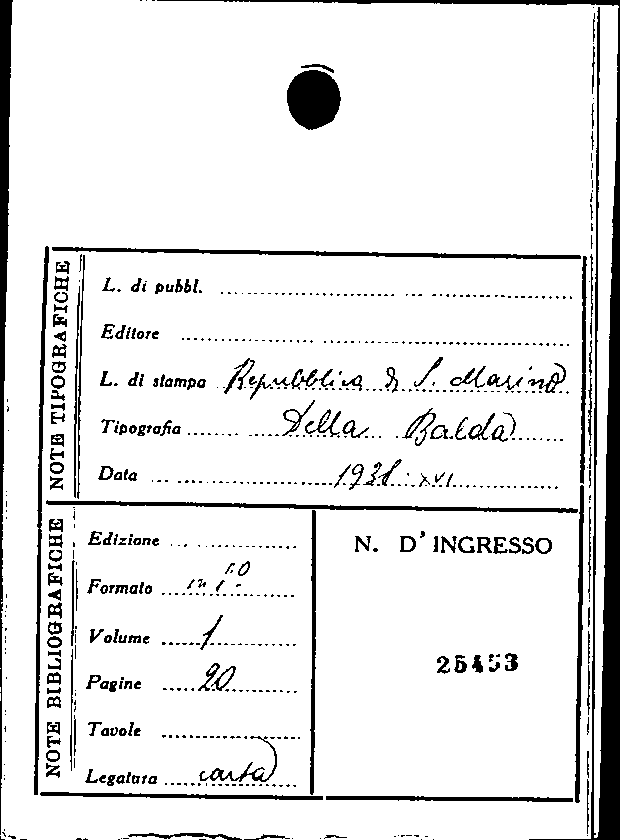 NOTE TIPOGRAFICHE
L. di pubbl.
Editore
L. di stampa Repubblica di S. Marino
Tipografia Della Balda
Data 1938 · XVI
NOTE BIBLIOGRAFICHE
Edizione
Formato in
Volume 1
Pagine 20
Tavole
Legatura carta
N. D'INGRESSO
25453